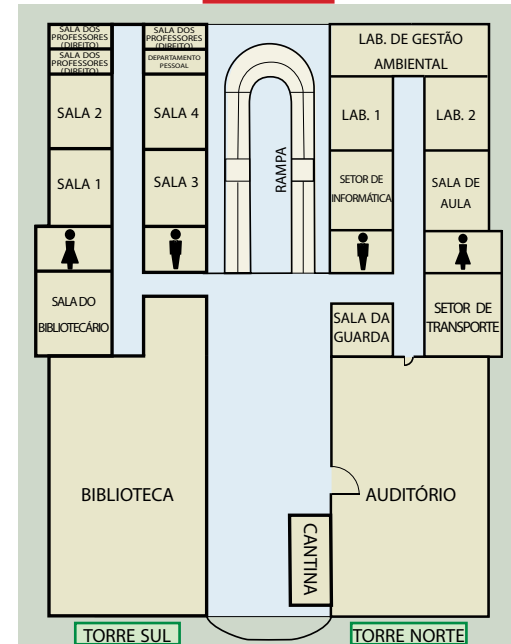 SALA DOS
PROFESSORES
(DIREITO)
SALA DOS
PROFESSORES
(DIREITO)
SALA DOS
PROFESSORES
(DIREITO)
DEPARTAMENTO
PESSOAL
SALA 2
SALA 4
SALA 1
SALA 3
SALA DO
BIBLIOTECÁRIO
BIBLIOTECA
RAMPA
LAB. DE GESTÃO
AMBIENTAL
LAB. 1
LAB. 2
SETOR DE
INFORMÁTICA
SALA DE
AULA
SALA DA
GUARDA
SETOR DE
TRANSPORTE
AUDITÓRIO
CANTINA
TORRE SUL
TORRE NORTE